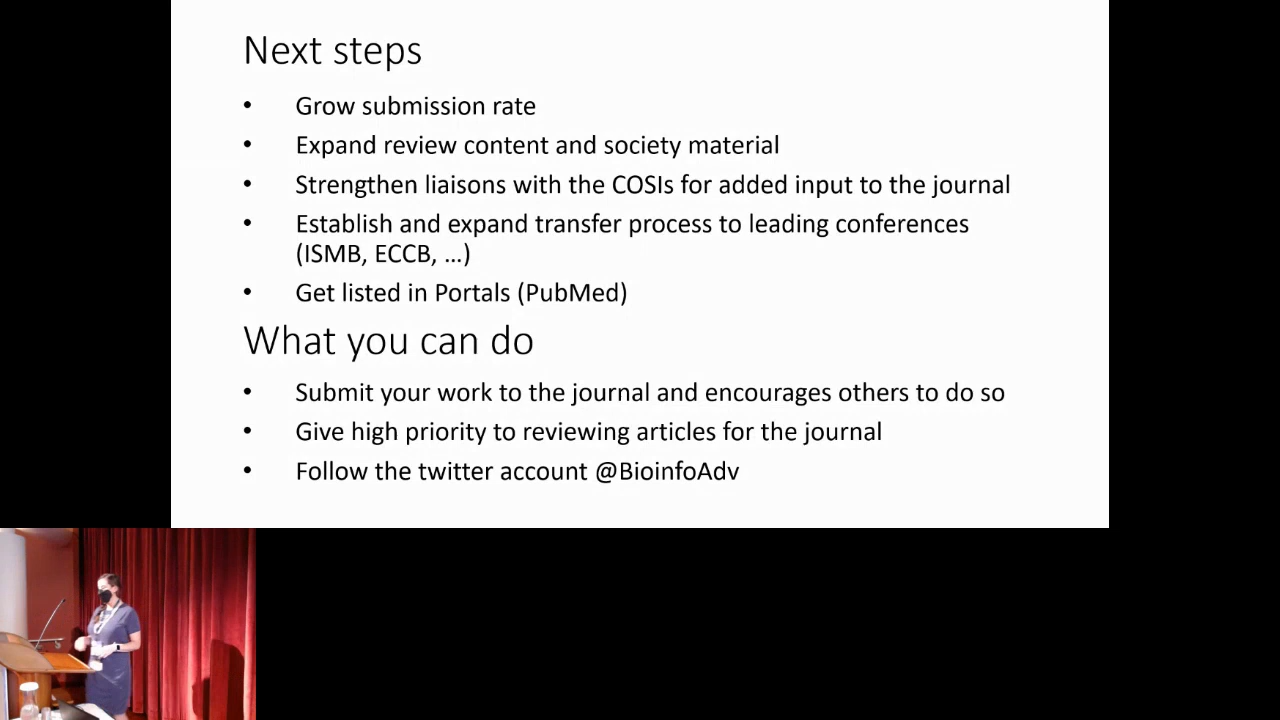 Next steps
• Grow submission rate
• Expand review content and society material
• Strengthen liaisons with the COSIs for added input to the journal
• Establish and expand transfer process to leading conferences
(ISMB, ECCB, ...)
• Get listed in Portals (PubMed)
What you can do
• Submit your work to the journal and encourages others to do so
• Give high priority to reviewing articles for the journal
• Follow the twitter account @BioinfoAdv